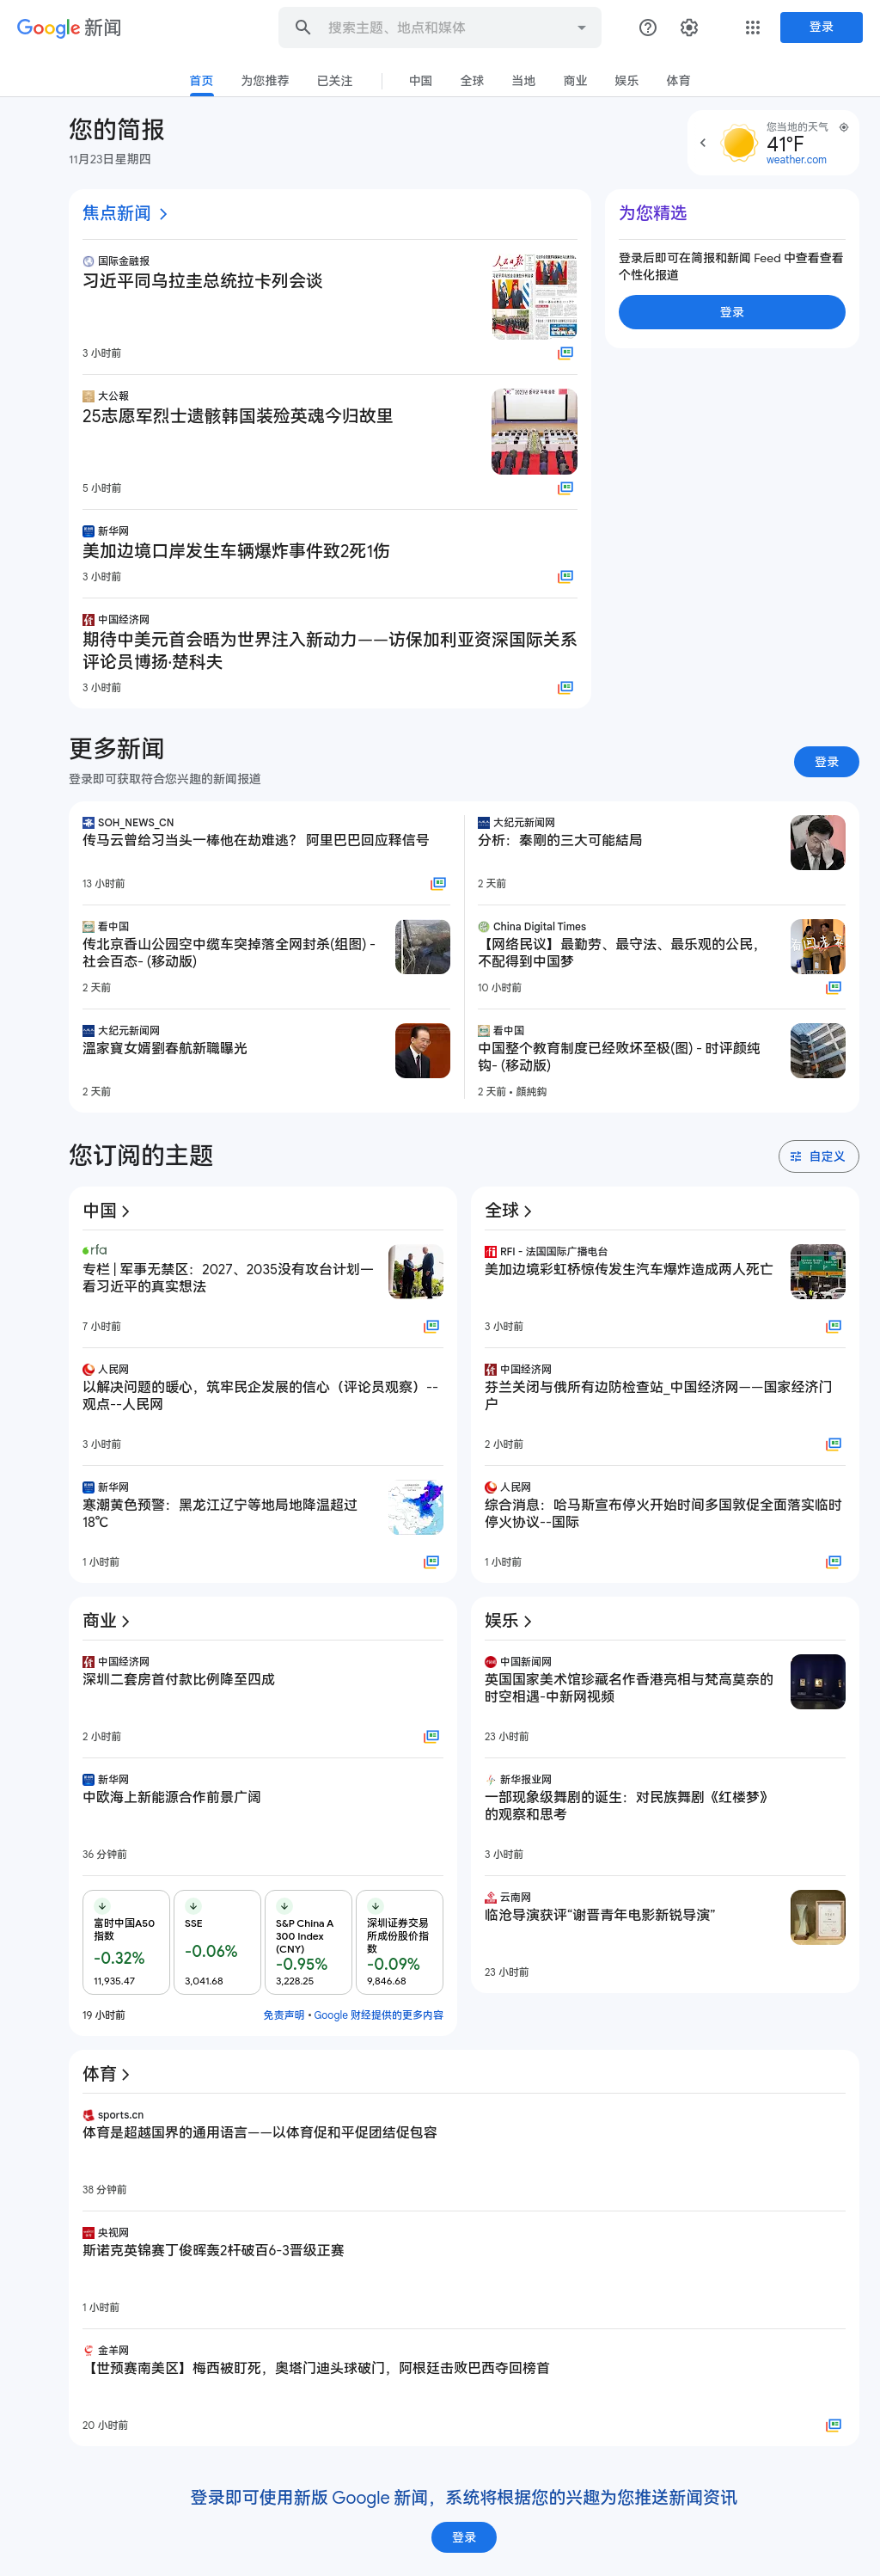 Google 新闻
搜索主题、地点和媒体
登录
首页
为您推荐
已关注
中国
全球
当地
商业
娱乐
体育
您的简报
11月23日星期四
您当地的天气
41°F
weather.com
焦点新闻
国际金融报
习近平同乌拉圭总统拉卡列会谈
3 小时前
大公報
25志愿军烈士遗骸韩国装殓英魂今归故里
5 小时前
新华网
美加边境口岸发生车辆爆炸事件致2死1伤
3 小时前
中国经济网
期待中美元首会晤为世界注入新动力——访保加利亚资深国际关系
评论员博扬·楚科夫
3 小时前
为您精选
登录后即可在简报和新闻 Feed 中查看查看
个性化报道
登录
更多新闻
登录即可获取符合您兴趣的新闻报道
登录
SOH_NEWS_CN
传马云曾给习当头一棒他在劫难逃？ 阿里巴巴回应释信号
13 小时前
看中国
传北京香山公园空中缆车突掉落全网封杀(组图) -
社会百态- (移动版)
2 天前
大纪元新闻网
溫家寶女婿劉春航新職曝光
2 天前
大纪元新闻网
分析：秦剛的三大可能結局
2 天前
China Digital Times
【网络民议】最勤劳、最守法、最乐观的公民，
不配得到中国梦
10 小时前
看中国
中国整个教育制度已经败坏至极(图) - 时评颜纯
钩- (移动版)
2 天前 • 顏純鈎
您订阅的主题
自定义
中国
rfa
专栏 | 军事无禁区：2027、2035没有攻台计划一
看习近平的真实想法
7 小时前
人民网
以解决问题的暖心，筑牢民企发展的信心（评论员观察）--
观点--人民网
3 小时前
新华网
寒潮黄色预警：黑龙江辽宁等地局地降温超过
18℃
1 小时前
全球
RFI - 法国国际广播电台
美加边境彩虹桥惊传发生汽车爆炸造成两人死亡
3 小时前
中国经济网
芬兰关闭与俄所有边防检查站_中国经济网——国家经济门
户
2 小时前
人民网
综合消息：哈马斯宣布停火开始时间多国敦促全面落实临时
停火协议--国际
1 小时前
商业
中国经济网
深圳二套房首付款比例降至四成
2 小时前
新华网
中欧海上新能源合作前景广阔
36 分钟前
富时中国A50
指数
-0.32%
11,935.47
SSE
-0.06%
3,041.68
S&P China A
300 Index
(CNY)
-0.95%
3,228.25
深圳证券交易
所成份股价指
数
-0.09%
9,846.68
19 小时前
免责声明 • Google 财经提供的更多内容
娱乐
中国新闻网
英国国家美术馆珍藏名作香港亮相与梵高莫奈的
时空相遇-中新网视频
23 小时前
新华报业网
一部现象级舞剧的诞生：对民族舞剧《红楼梦》
的观察和思考
3 小时前
云南网
临沧导演获评“谢晋青年电影新锐导演”
23 小时前
体育
sports.cn
体育是超越国界的通用语言——以体育促和平促团结促包容
38 分钟前
央视网
斯诺克英锦赛丁俊晖轰2杆破百6-3晋级正赛
1 小时前
金羊网
【世预赛南美区】梅西被盯死，奥塔门迪头球破门，阿根廷击败巴西夺回榜首
20 小时前
登录即可使用新版 Google 新闻，系统将根据您的兴趣为您推送新闻资讯
登录